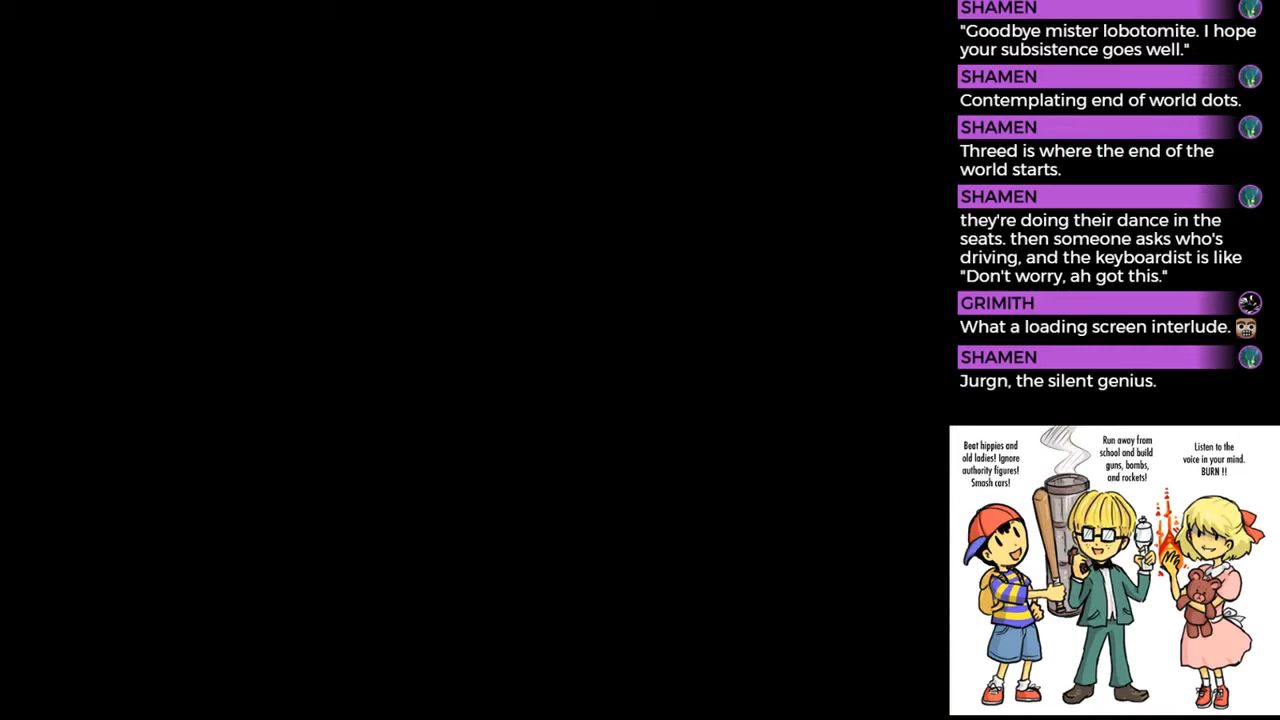 SHAMEN
"Goodbye mister lobotomite. I hope
your subsistence goes well."
SHAMEN
Contemplating end of world dots.
SHAMEN
Threed is where the end of the
world starts.
SHAMEN
they're doing their dance in the
seats. then someone asks who's
driving, and the keyboardist is like
"Don't worry, ah got this."
GRIMITH
What a loading screen interlude.
SHAMEN
Jurgn, the silent genius.
Beat hippies and
old ladies! Ignore
authority figures!
Smash cars!
Run away from
school and build
guns, bombs,
and rockets!
Listen to the
voice in your mind.
BURN !!